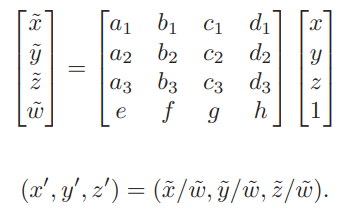 [x̃] = [a₁ b₁ c₁ d₁] [x]
[ỹ] = [a₂ b₂ c₂ d₂] [y]
[z̃] = [a₃ b₃ c₃ d₃] [z]
[w̃] = [e f g h] [1]
(x′, y′, z′) = (x̃/w̃, ỹ/w̃, z̃/w̃).